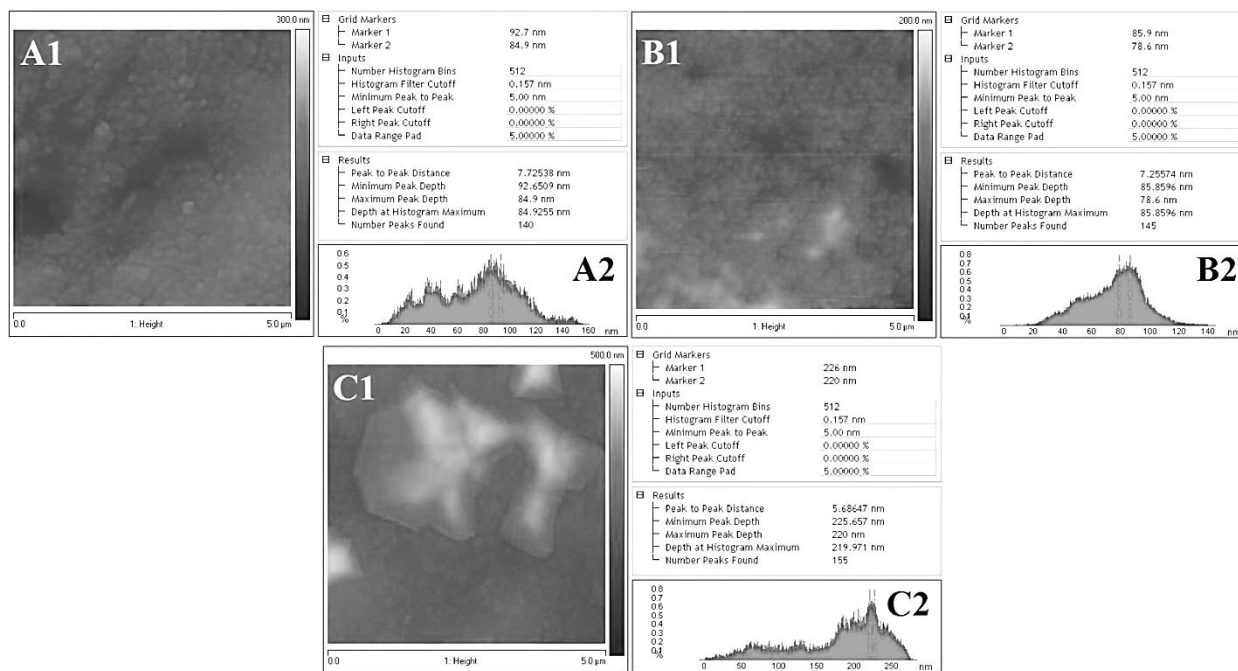 A1
300.0 nm
0.0 1: Height 5.0 µm
Grid Markers
Marker 1 92.7 nm
Marker 2 84.9 nm
Inputs
Number Histogram Bins 512
Histogram Filter Cutoff 0.157 nm
Minimum Peak to Peak 5.00 nm
Left Peak Cutoff 0.00000 %
Right Peak Cutoff 0.00000 %
Data Range Pad 5.00000 %
Results
Peak to Peak Distance 7.72538 nm
Minimum Peak Depth 92.6509 nm
Maximum Peak Depth 84.9 nm
Depth at Histogram Maximum 84.9255 nm
Number Peaks Found 140
A2
0.6
0.5
0.4
0.3
0.2
0.1
%
0 20 40 60 80 100 120 140 160 nm
B1
200.0 nm
0.0 1: Height 5.0 µm
Grid Markers
Marker 1 85.9 nm
Marker 2 78.6 nm
Inputs
Number Histogram Bins 512
Histogram Filter Cutoff 0.157 nm
Minimum Peak to Peak 5.00 nm
Left Peak Cutoff 0.00000 %
Right Peak Cutoff 0.00000 %
Data Range Pad 5.00000 %
Results
Peak to Peak Distance 7.25574 nm
Minimum Peak Depth 85.8596 nm
Maximum Peak Depth 78.6 nm
Depth at Histogram Maximum 85.8596 nm
Number Peaks Found 145
B2
0.8
0.7
0.6
0.5
0.4
0.3
0.2
0.1
%
0 20 40 60 80 100 120 140 nm
C1
500.0 nm
0.0 1: Height 5.0 µm
Grid Markers
Marker 1 226 nm
Marker 2 220 nm
Inputs
Number Histogram Bins 512
Histogram Filter Cutoff 0.157 nm
Minimum Peak to Peak 5.00 nm
Left Peak Cutoff 0.00000 %
Right Peak Cutoff 0.00000 %
Data Range Pad 5.00000 %
Results
Peak to Peak Distance 5.68647 nm
Minimum Peak Depth 225.657 nm
Maximum Peak Depth 220 nm
Depth at Histogram Maximum 219.971 nm
Number Peaks Found 155
C2
0.8
0.7
0.6
0.5
0.4
0.3
0.2
0.1
%
0 50 100 150 200 250 nm